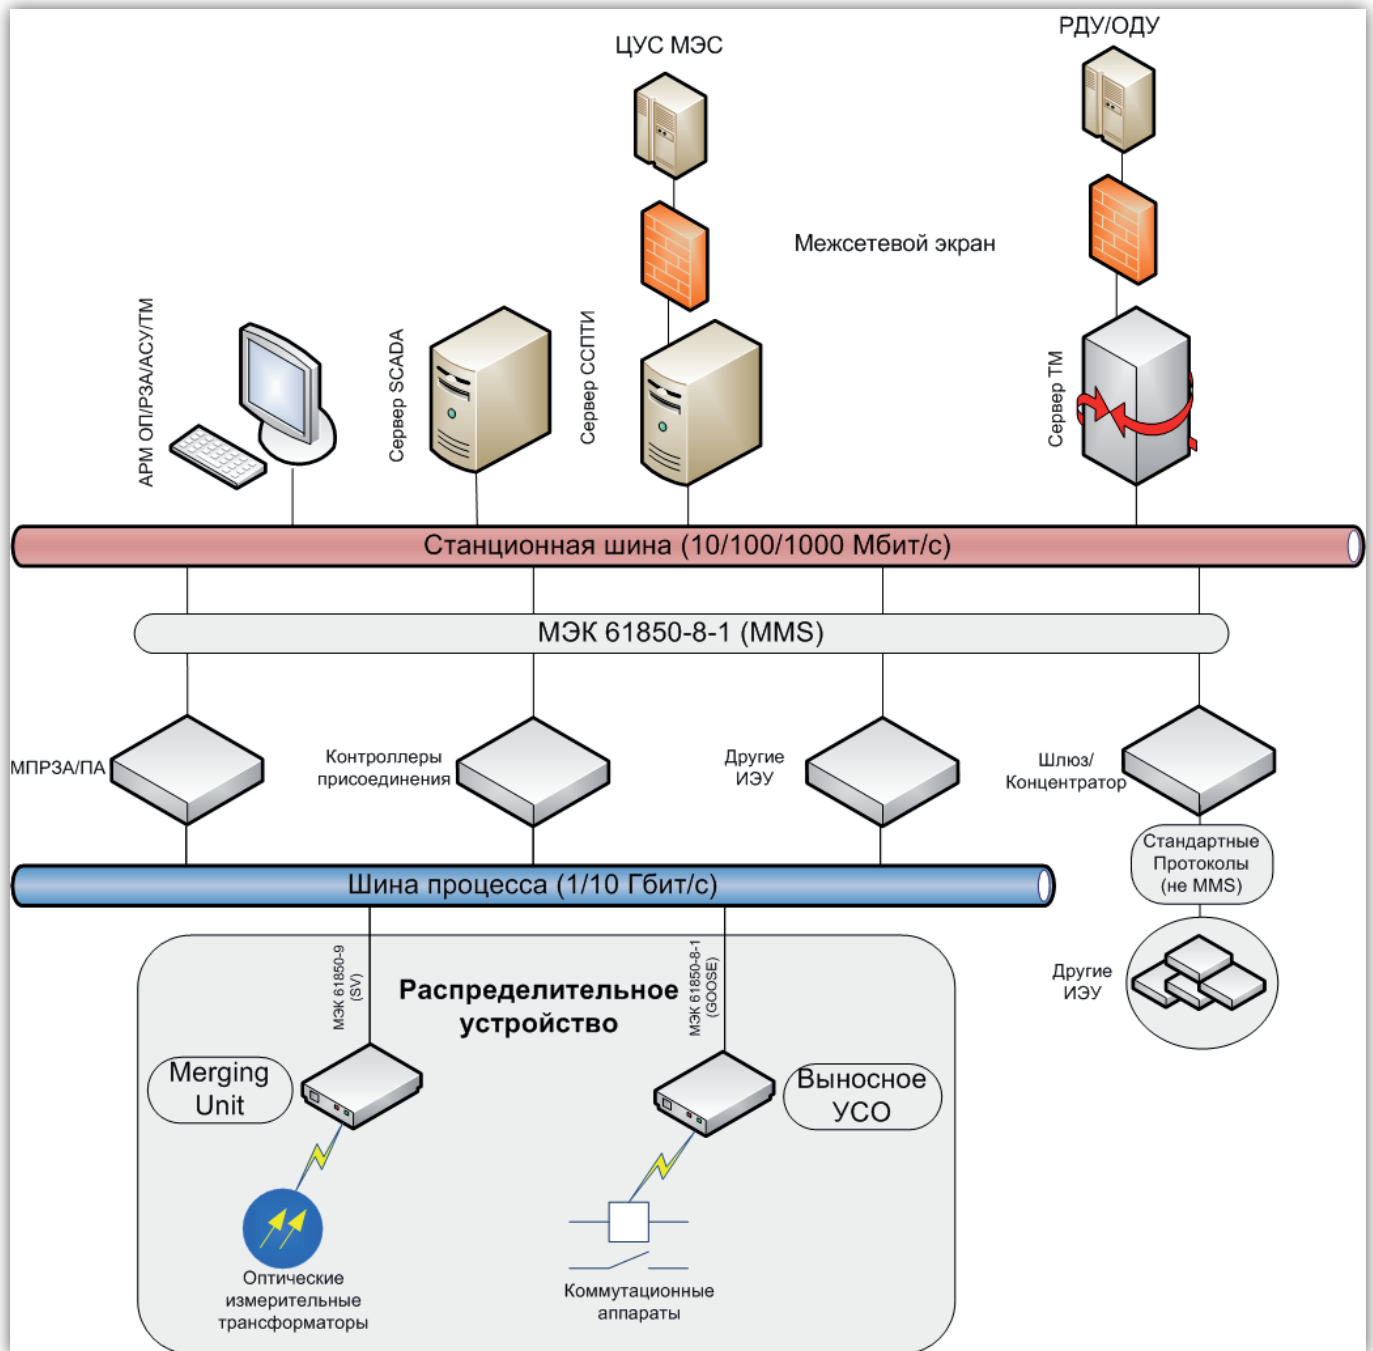 ЦУС МЭС
РДУ/ОДУ
Межсетевой экран
АРМ ОП/РЗА/АСУ/ТМ
Сервер SCADA
Сервер ССПТИ
Сервер ТМ
Станционная шина (10/100/1000 Мбит/с)
МЭК 61850-8-1 (MMS)
МПРЗА/ПА
Контроллеры
присоединения
Другие
ИЭУ
Шлюз/
Концентратор
Стандартные
Протоколы
(не MMS)
Шина процесса (1/10 Гбит/с)
МЭК 61850-9
(SV)
МЭК 61850-8-1
(GOOSE)
Распределительное
устройство
Другие
ИЭУ
Merging
Unit
Выносное
УСО
Оптические
измерительные
трансформаторы
Коммутационные
аппараты